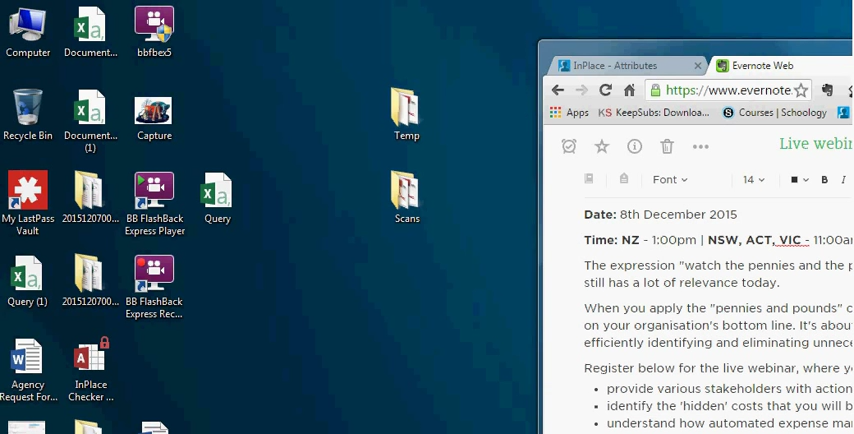 Computer
Document...
bbfbex5
Recycle Bin
Document...
(1)
Capture
Temp
My LastPass
Vault
2015120700...
BB FlashBack
Express Player
Query
Scans
Query (1)
2015120700...
BB FlashBack
Express Rec...
Agency
Request For...
InPlace
Checker ...
InPlace - Attributes
Evernote Web
https://www.evernote.
Apps
KS KeepSubs: Downloa...
Courses | Schoology
Live webin
Font
14
B
I
Date: 8th December 2015
Time: NZ - 1:00pm | NSW, ACT, VIC - 11:00a
The expression "watch the pennies and the p
still has a lot of relevance today.
When you apply the "pennies and pounds" c
on your organisation's bottom line. It's abou
efficiently identifying and eliminating unnece
Register below for the live webinar, where y
provide various stakeholders with action
identify the 'hidden' costs that you will b
understand how automated expense ma